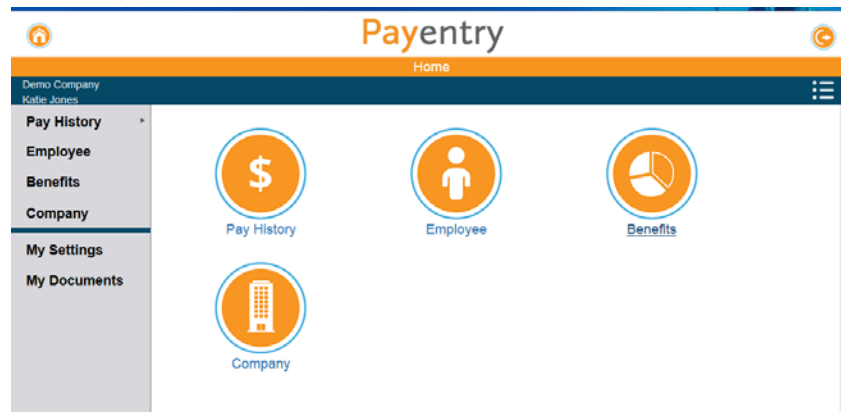 Payentry
Home
Demo Company
Katie Jones
Pay History
Employee
Benefits
Company
My Settings
My Documents
$
Pay History
Employee
Benefits
Company